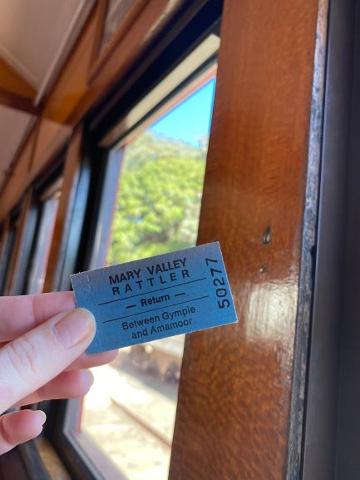 MARY VALLEY
RATTLER
— Return —
Between Gympie
and Amamoor
50277